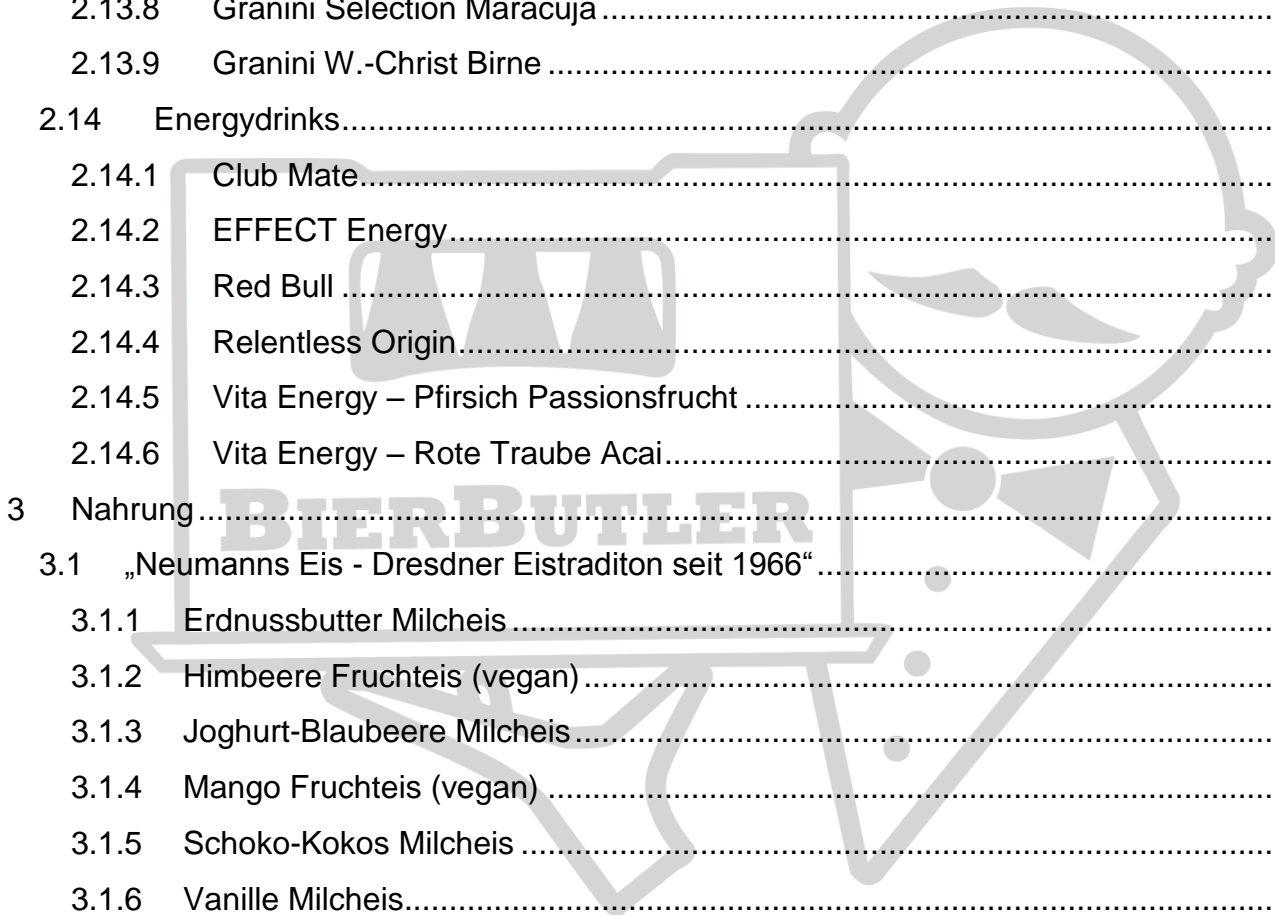 2.13.8 Granini Selection Maracuja
2.13.9 Granini W.-Christ Birne
2.14 Energydrinks
2.14.1 Club Mate
2.14.2 EFFECT Energy
2.14.3 Red Bull
2.14.4 Relentless Origin
2.14.5 Vita Energy – Pfirsich Passionsfrucht
2.14.6 Vita Energy – Rote Traube Acai
3 Nahrung
BIERBUTLER
3.1 „Neumanns Eis - Dresdner Eistraditon seit 1966“
3.1.1 Erdnussbutter Milcheis
3.1.2 Himbeere Fruchteis (vegan)
3.1.3 Joghurt-Blaubeere Milcheis
3.1.4 Mango Fruchteis (vegan)
3.1.5 Schoko-Kokos Milcheis
3.1.6 Vanille Milcheis